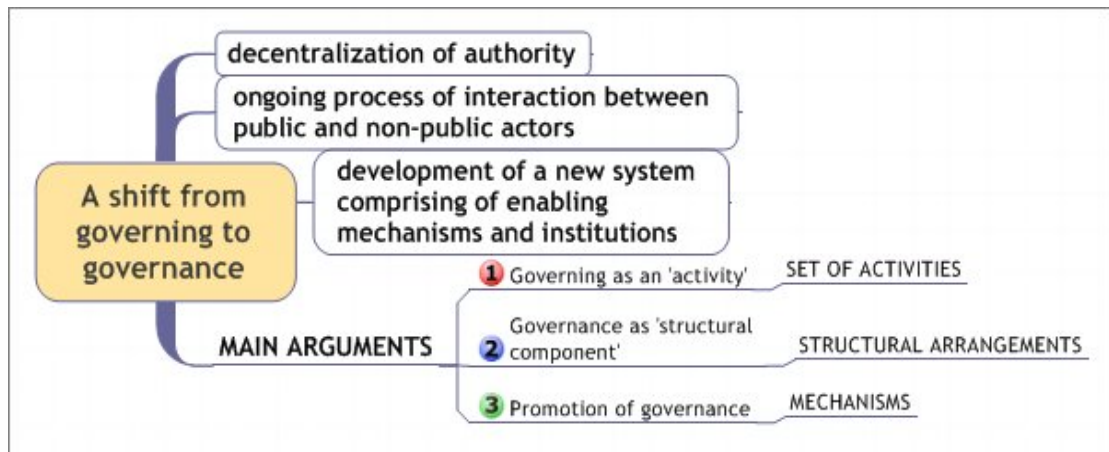 decentralization of authority
ongoing process of interaction between
public and non-public actors
development of a new system
comprising of enabling
mechanisms and institutions
A shift from
governing to
governance
MAIN ARGUMENTS
1 Governing as an 'activity'
SET OF ACTIVITIES
2 Governance as 'structural
component'
STRUCTURAL ARRANGEMENTS
3 Promotion of governance
MECHANISMS